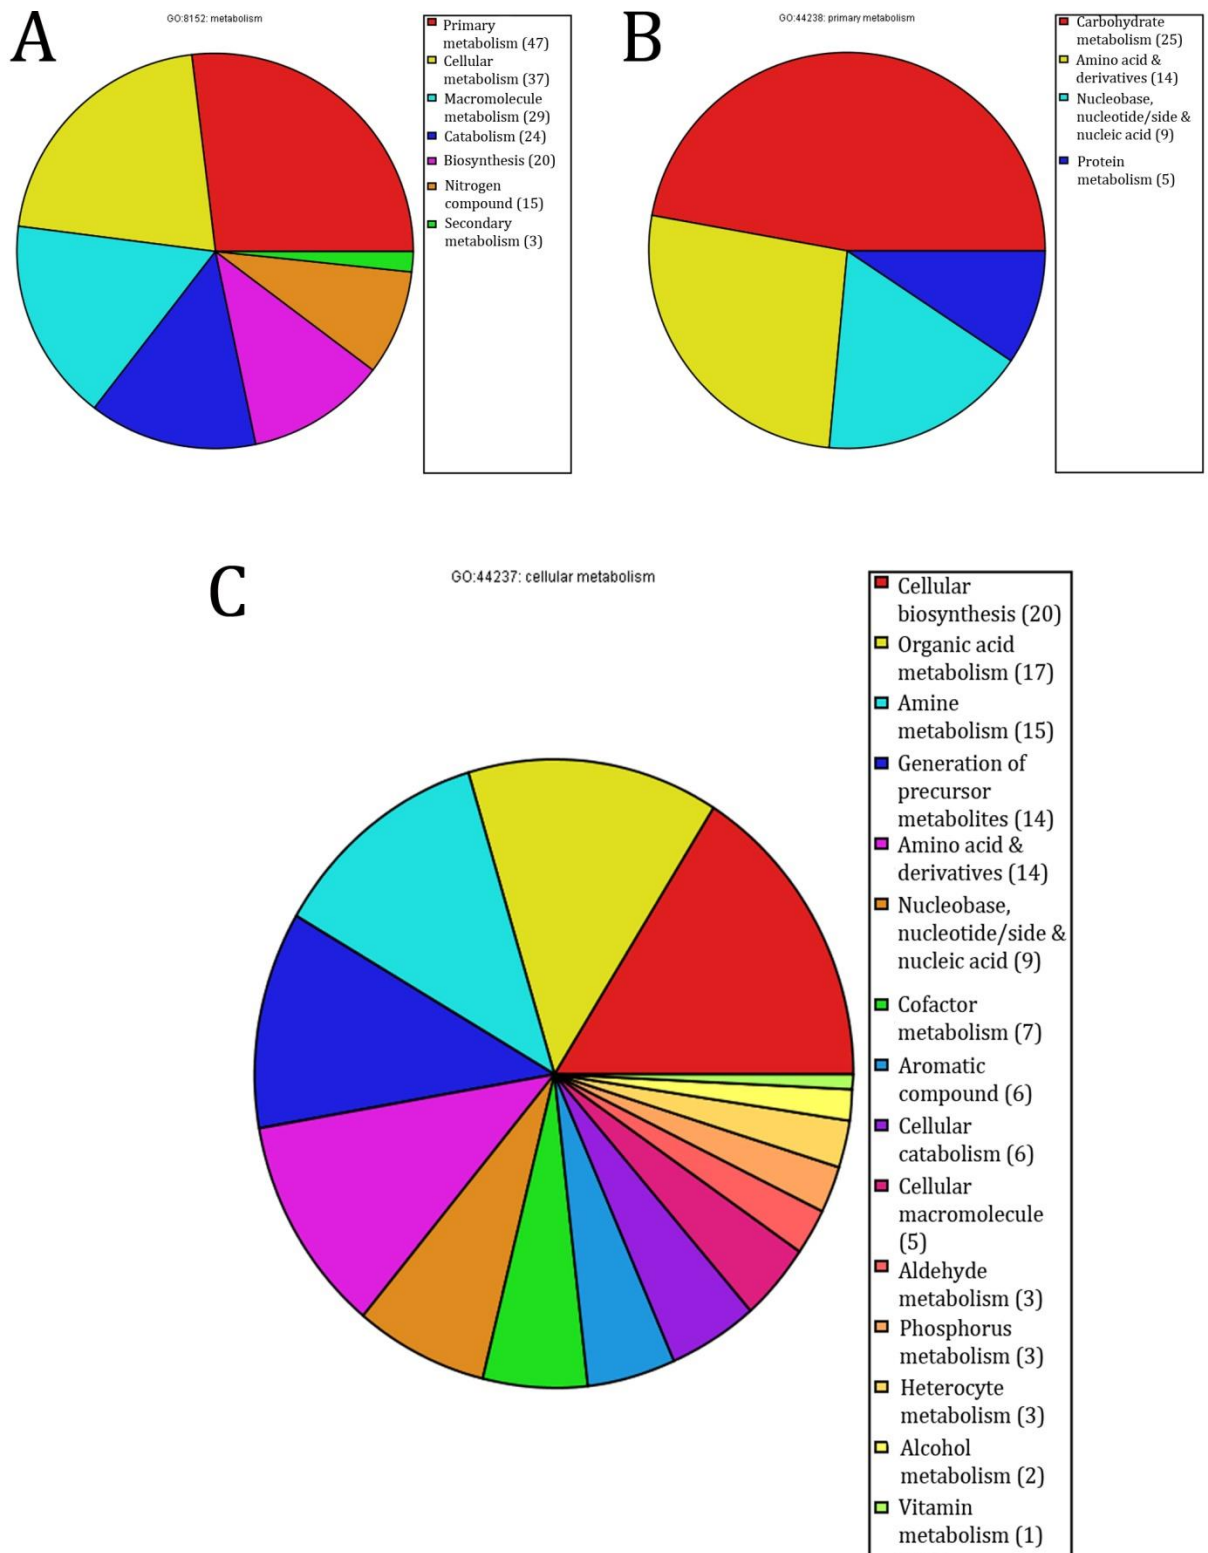 A
GO:8152: metabolism
Primary
metabolism (47)
Cellular
metabolism (37)
Macromolecule
metabolism (29)
Catabolism (24)
Biosynthesis (20)
Nitrogen
compound (15)
Secondary
metabolism (3)
B
GO:44238: primary metabolism
Carbohydrate
metabolism (25)
Amino acid &
derivatives (14)
Nucleobase,
nucleotide/side &
nucleic acid (9)
Protein
metabolism (5)
C
GO:44237: cellular metabolism
Cellular
biosynthesis (20)
Organic acid
metabolism (17)
Amine
metabolism (15)
Generation of
precursor
metabolites (14)
Amino acid &
derivatives (14)
Nucleobase,
nucleotide/side &
nucleic acid (9)
Cofactor
metabolism (7)
Aromatic
compound (6)
Cellular
catabolism (6)
Cellular
macromolecule
(5)
Aldehyde
metabolism (3)
Phosphorus
metabolism (3)
Heterocyte
metabolism (3)
Alcohol
metabolism (2)
Vitamin
metabolism (1)